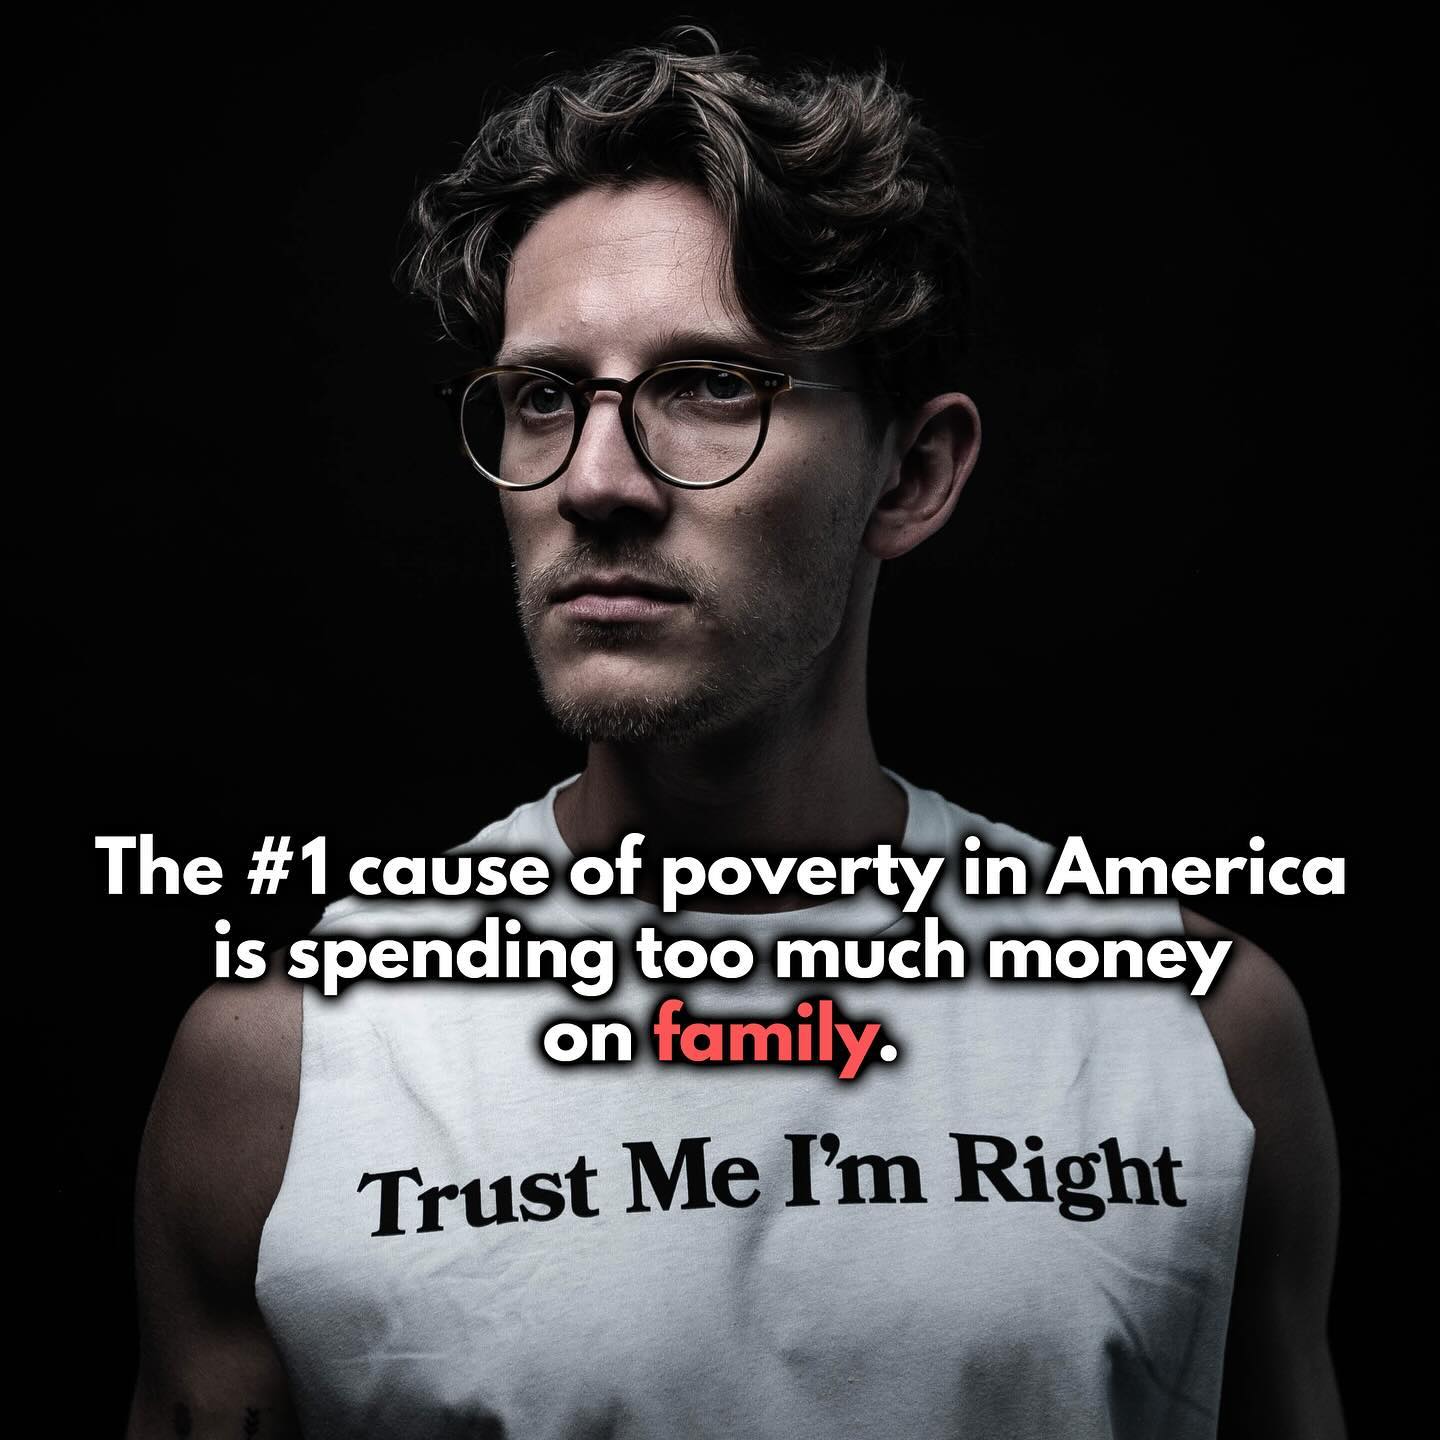 The #1 cause of poverty in America
is spending too much money
on family.
Trust Me I'm Right